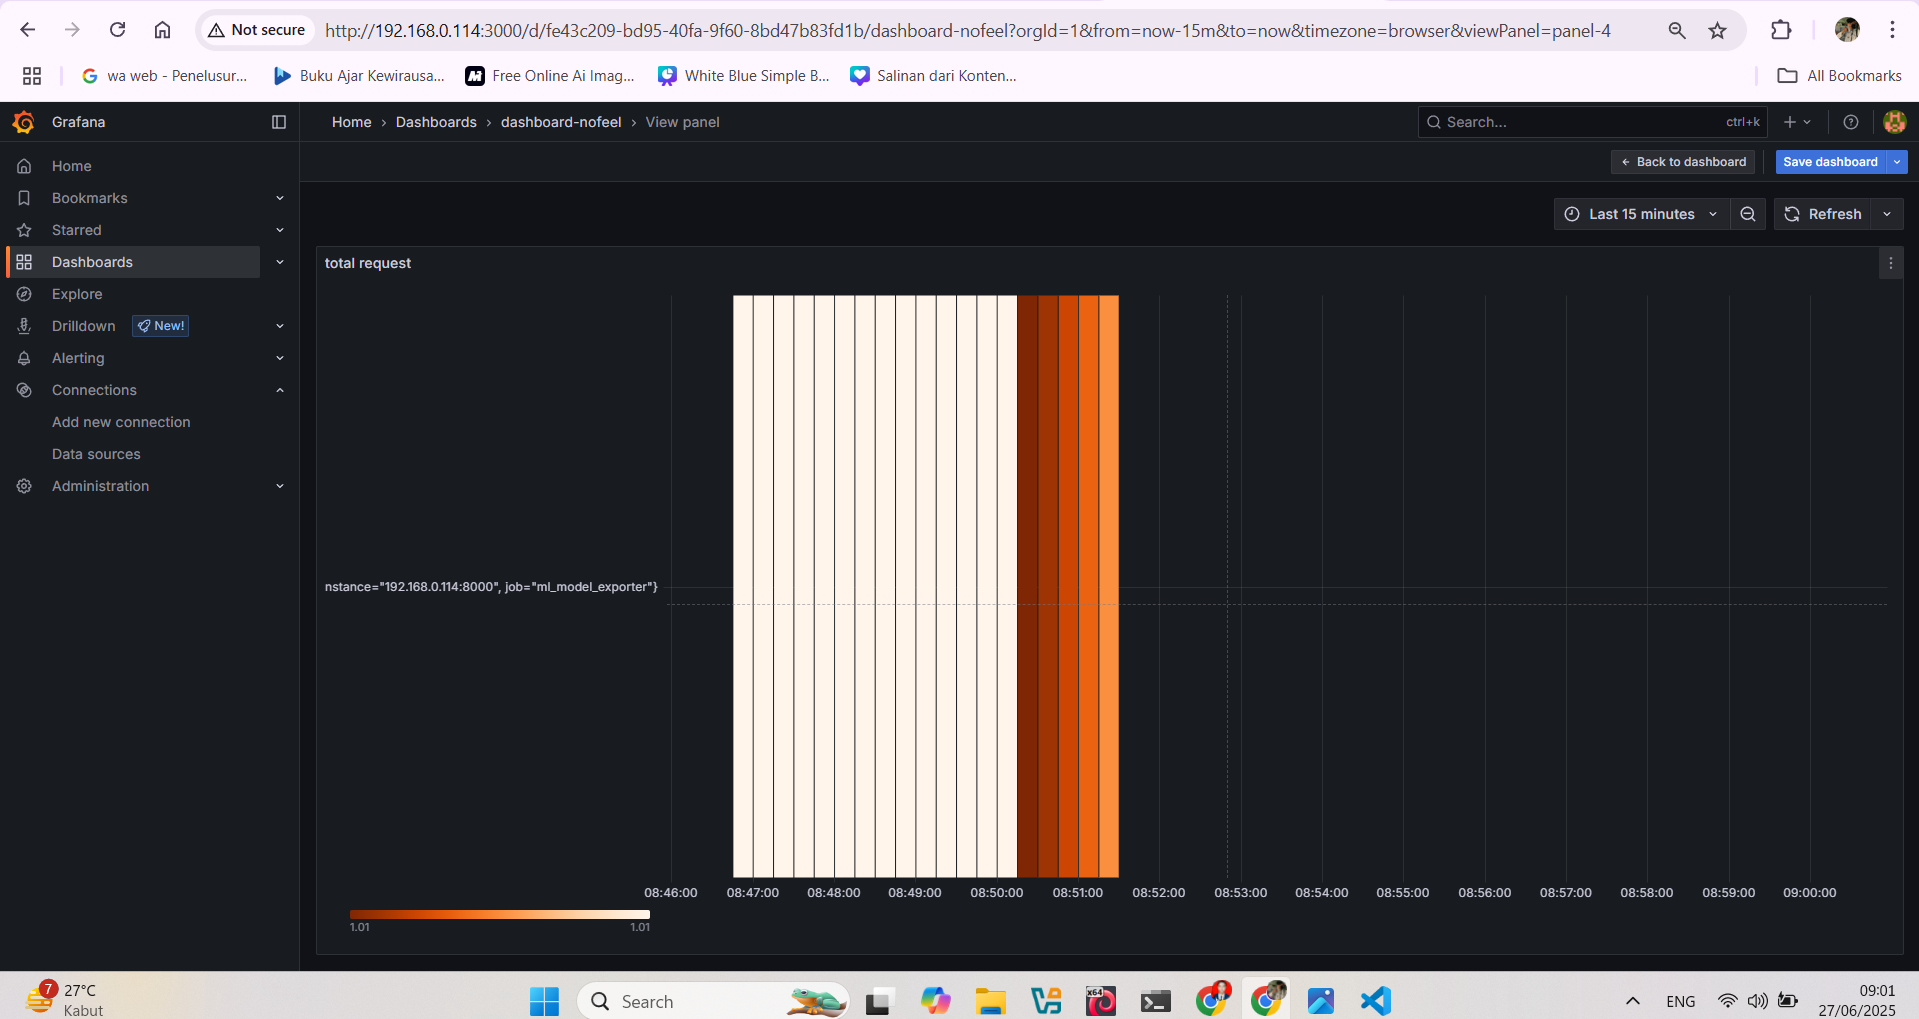 Not secure
http://192.168.0.114:3000/d/fe43c209-bd95-40fa-9f60-8bd47b83fd1b/dashboard-nofeel?orgId=1&from=now-15m&to=now&timezone=browser&viewPanel=panel-4
wa web - Penelusur...
Buku Ajar Kewirausa...
Free Online Ai Imag...
White Blue Simple B...
Salinan dari Konten...
All Bookmarks
Grafana
Home › Dashboards › dashboard-nofeel › View panel
Search...
ctrl+k
Back to dashboard
Save dashboard
Home
Bookmarks
Starred
Dashboards
Explore
Drilldown
New!
Alerting
Connections
Add new connection
Data sources
Administration
Last 15 minutes
Refresh
total request
nstance="192.168.0.114:8000", job="ml_model_exporter"}
08:46:00 08:47:00 08:48:00 08:49:00 08:50:00 08:51:00 08:52:00 08:53:00 08:54:00 08:55:00 08:56:00 08:57:00 08:58:00 08:59:00 09:00:00
1.01 1.01
7
27°C
Kabut
Search
X64
ENG
09:01
27/06/2025